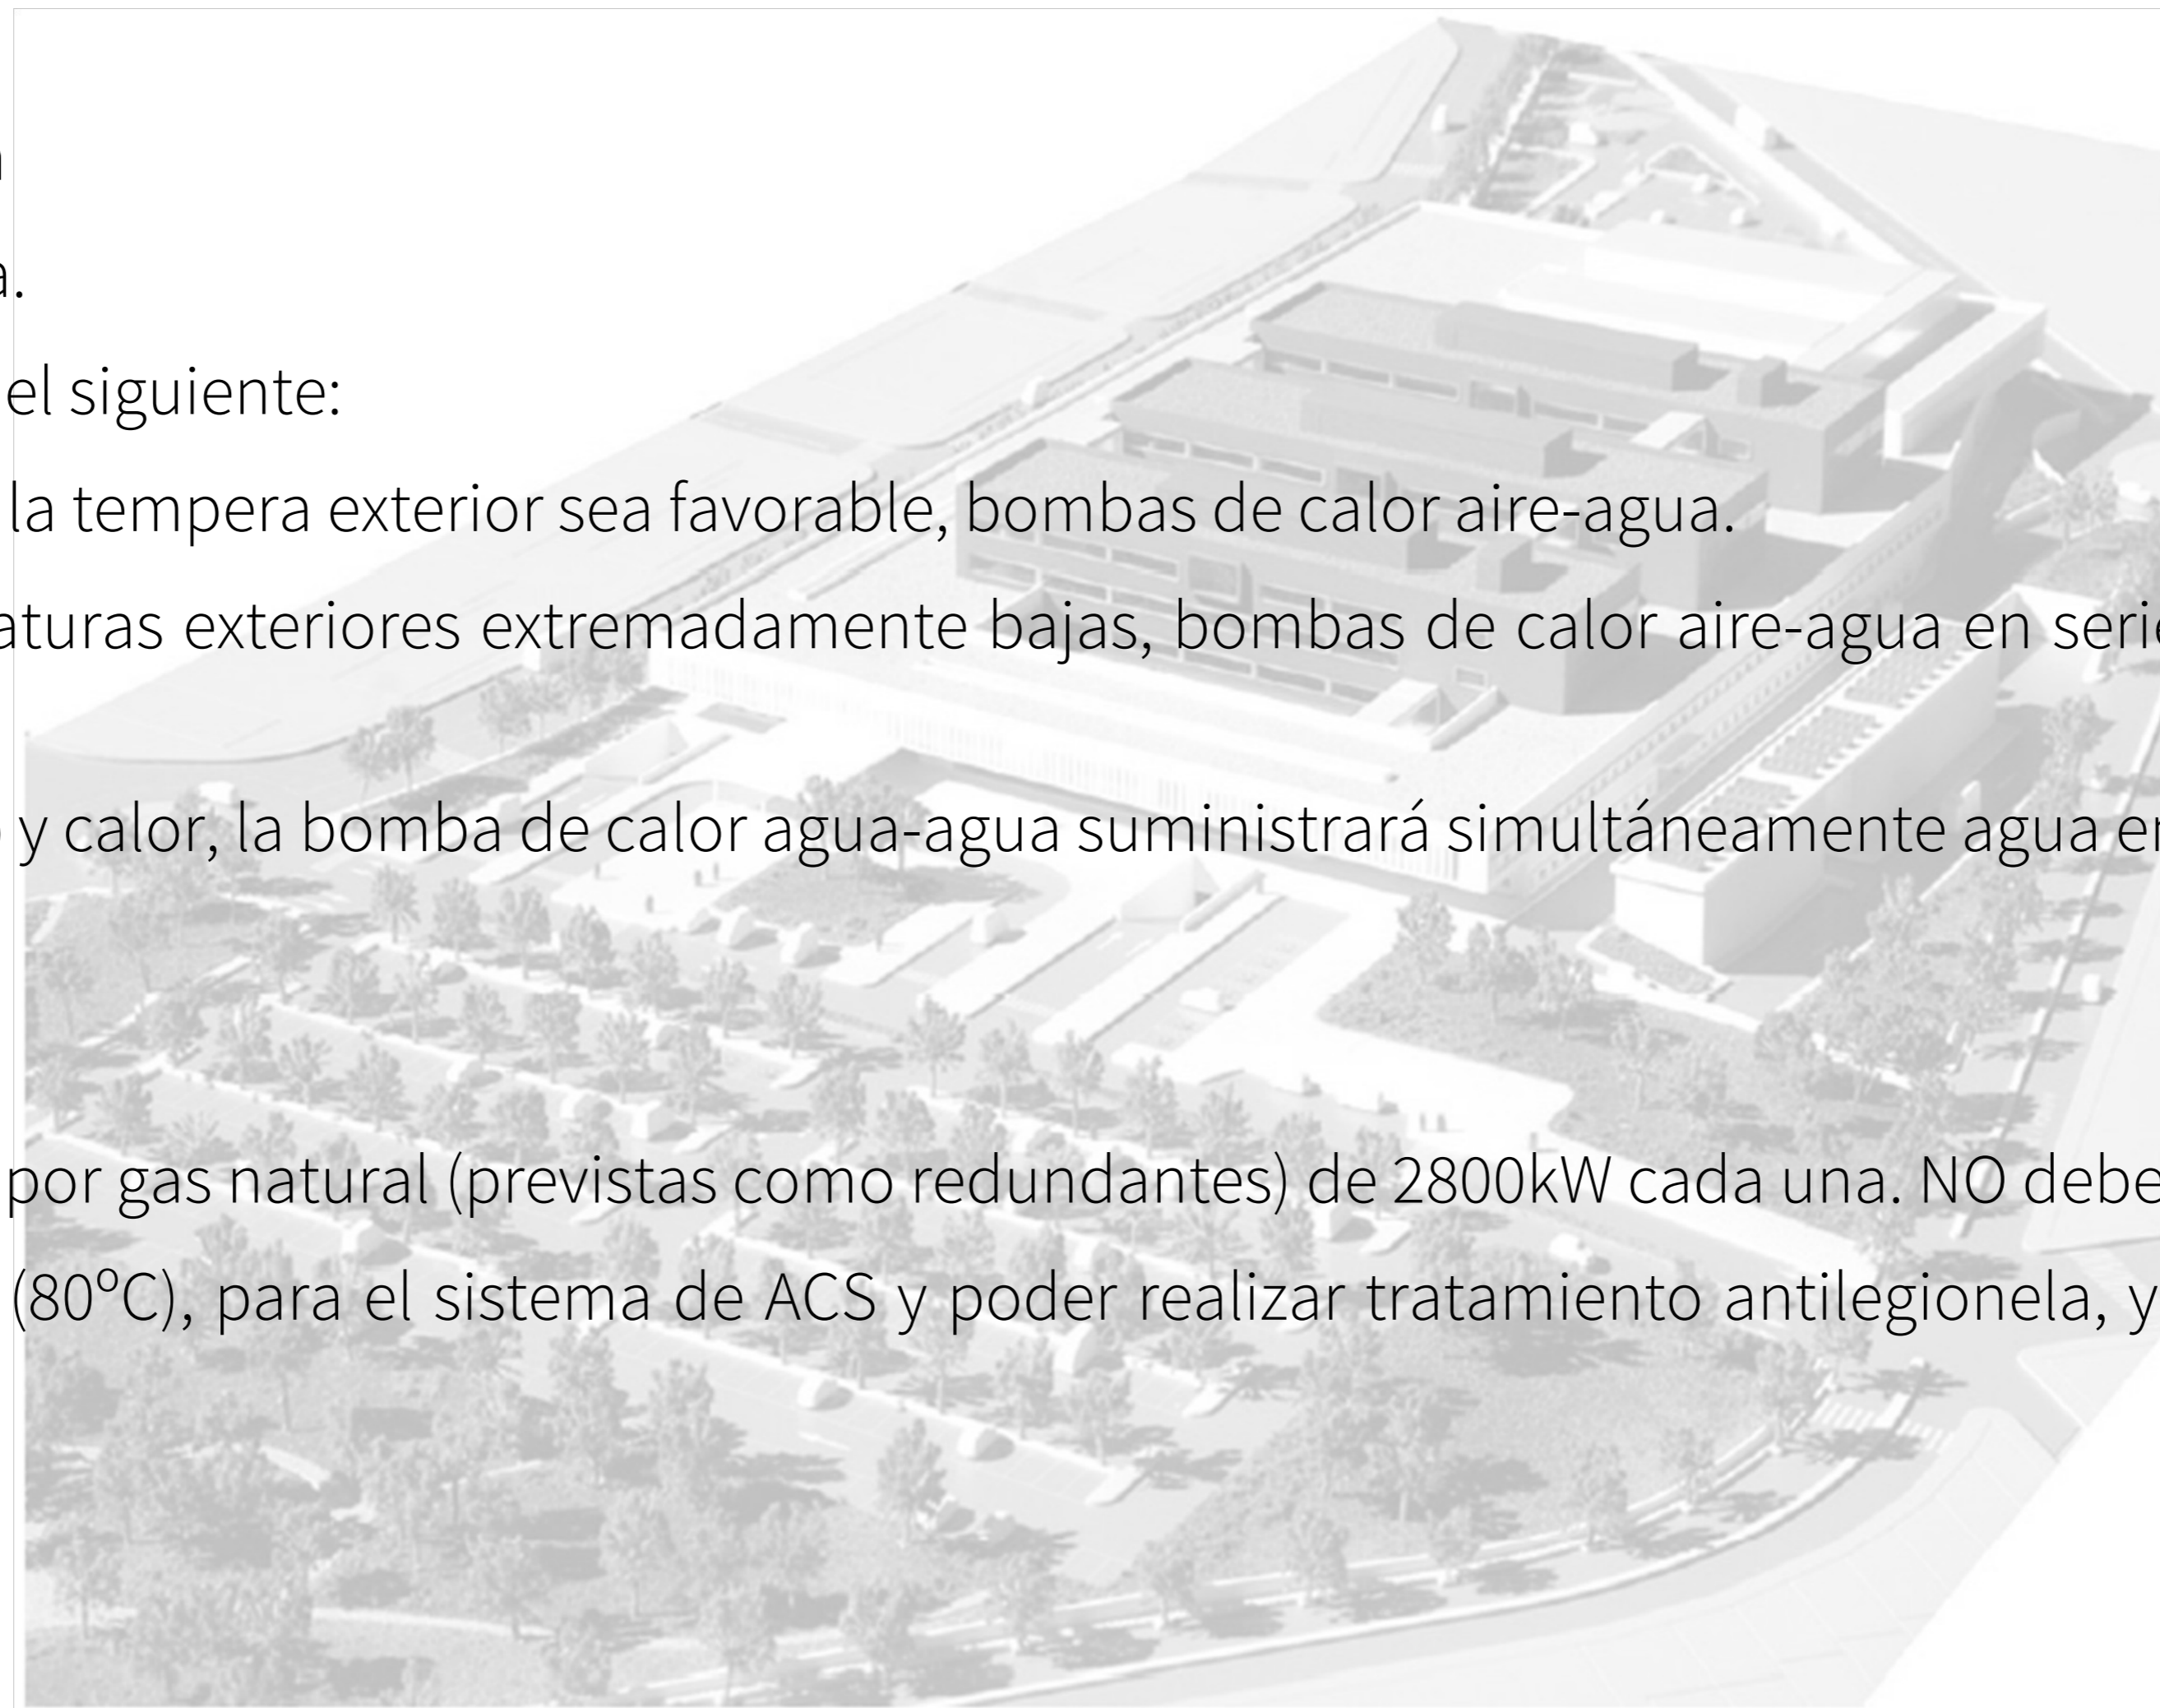 a.
el siguiente:
la tempera exterior sea favorable, bombas de calor aire-agua.
aturas exteriores extremadamente bajas, bombas de calor aire-agua en serie
y calor, la bomba de calor agua-agua suministrará simultáneamente agua en
por gas natural (previstas como redundantes) de 2800kW cada una. NO debe
(80ºC), para el sistema de ACS y poder realizar tratamiento antilegionela, y